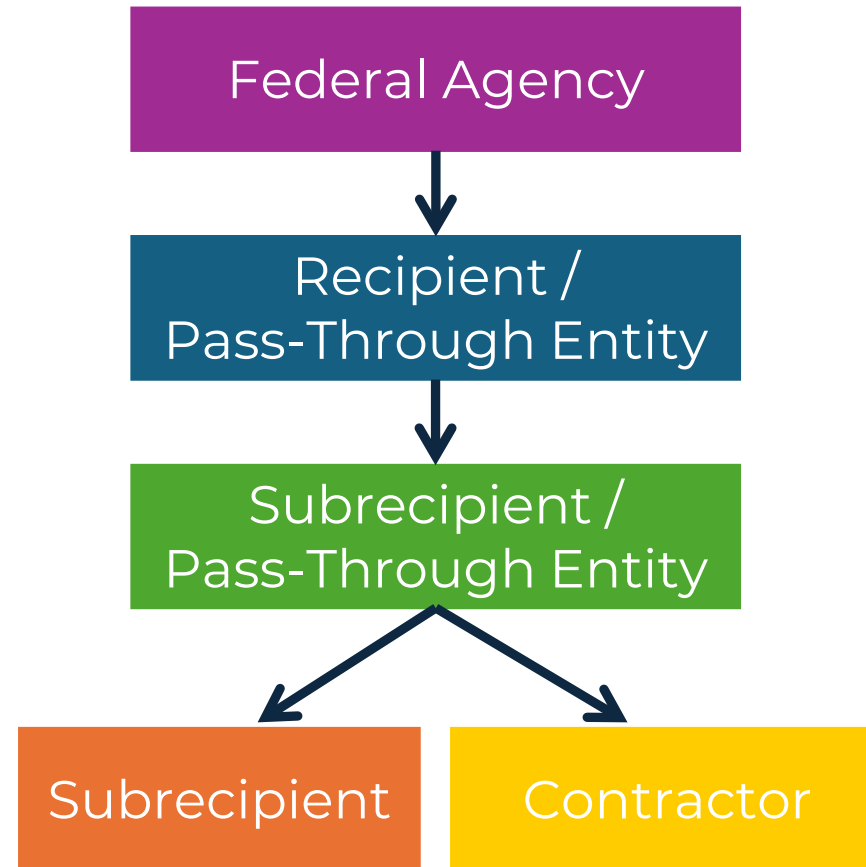 Federal Agency
Recipient /
Pass-Through Entity
Subrecipient /
Pass-Through Entity
Subrecipient
Contractor